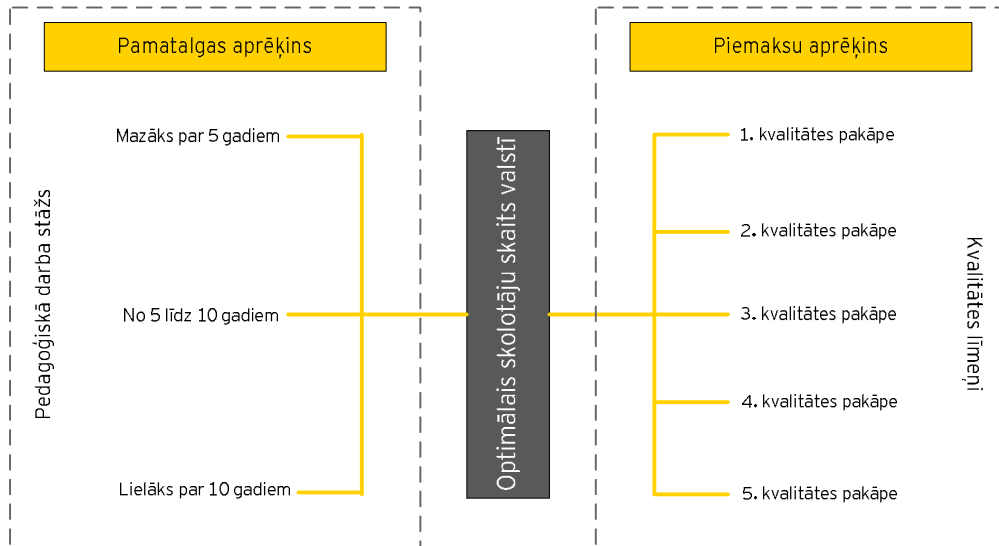 Pamatalgas aprēķins
Pedagoģiskā darba stāžs
Mazāks par 5 gadiem
No 5 līdz 10 gadiem
Lielāks par 10 gadiem
Optimālais skolotāju skaits valstī
Piemaksu aprēķins
1. kvalitātes pakāpe
2. kvalitātes pakāpe
3. kvalitātes pakāpe
4. kvalitātes pakāpe
5. kvalitātes pakāpe
Kvalitātes līmeņi